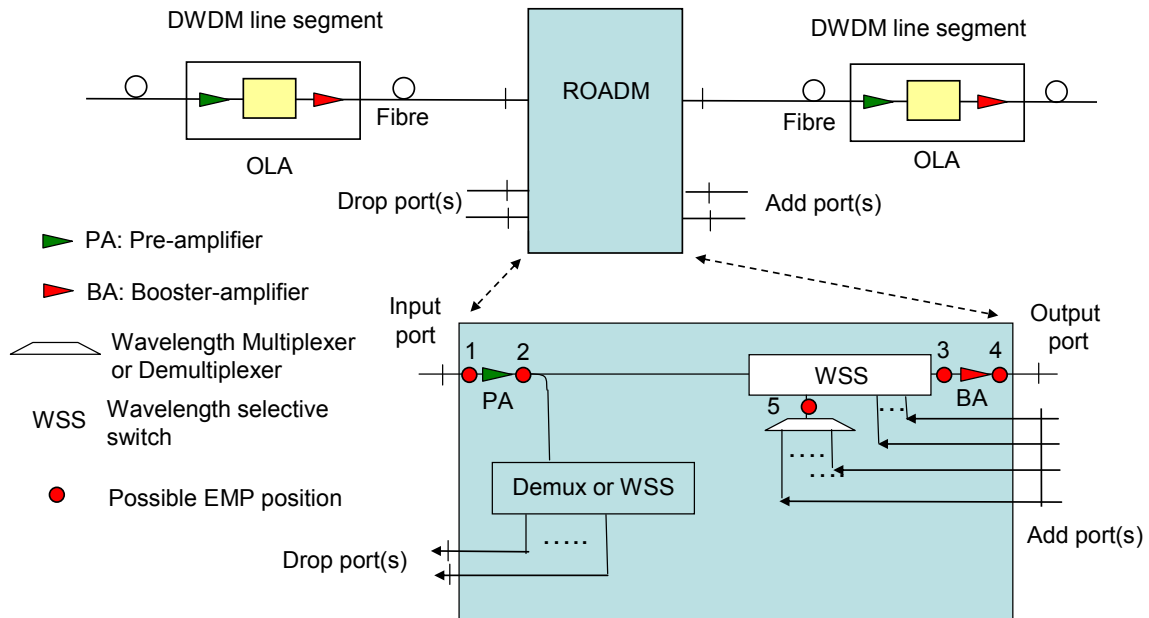 DWDM line segment
DWDM line segment
ROADM
Fibre
Fibre
OLA
OLA
Drop port(s)
Add port(s)
PA: Pre-amplifier
BA: Booster-amplifier
Wavelength Multiplexer
or Demultiplexer
WSS
Wavelength selective
switch
Possible EMP position
Input
port
Output
port
1
2
3
4
PA
WSS
BA
5
Demux or WSS
Drop port(s)
Add port(s)